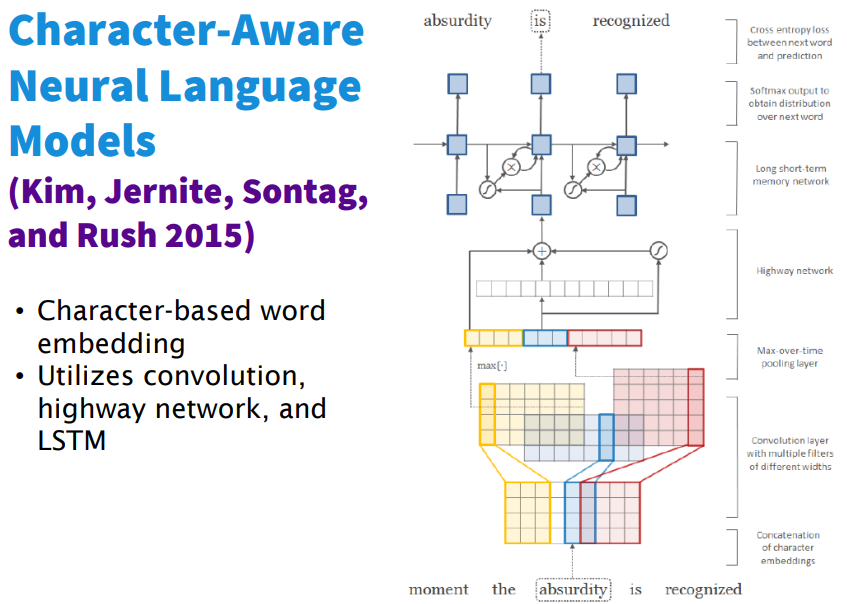 Character-Aware
Neural Language
Models
(Kim, Jernite, Sontag,
and Rush 2015)
• Character-based word
embedding
• Utilizes convolution,
highway network, and
LSTM
absurdity is recognized
Cross entropy loss
between next word
and prediction
Softmax output to
obtain distribution
over next word
Long short-term
memory network
Highway network
Max-over-time
pooling layer
max[·]
Convolution layer
with multiple filters
of different widths
Concatenation
of character
embeddings
moment the absurdity is recognized